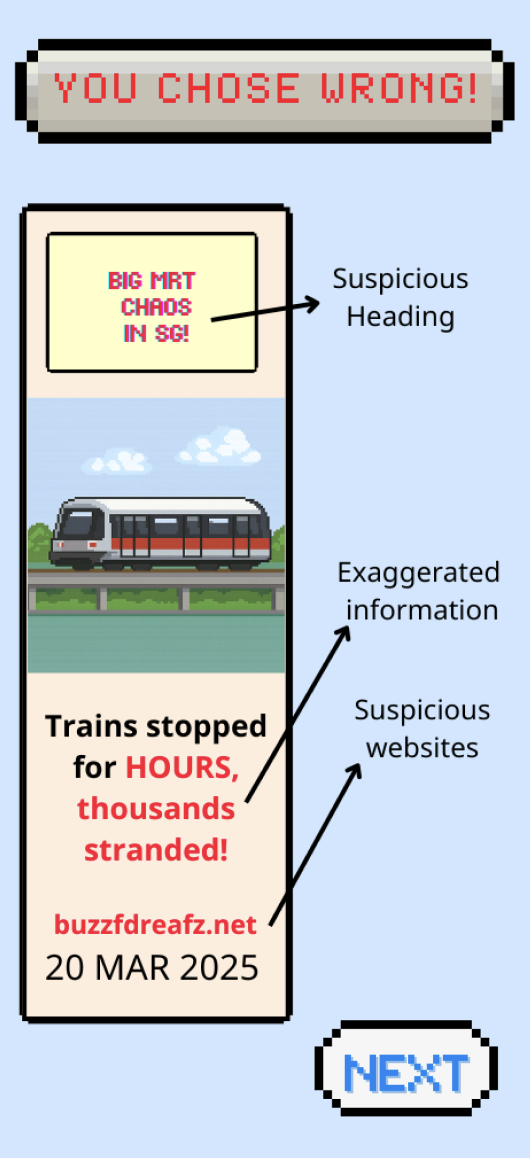 YOU CHOSE WRONG!
BIG MRT
CHAOS
IN SG!
Suspicious
Heading
Exaggerated
information
Suspicious
websites
Trains stopped
for HOURS,
thousands
stranded!
buzzfdreafz.net
20 MAR 2025
NEXT